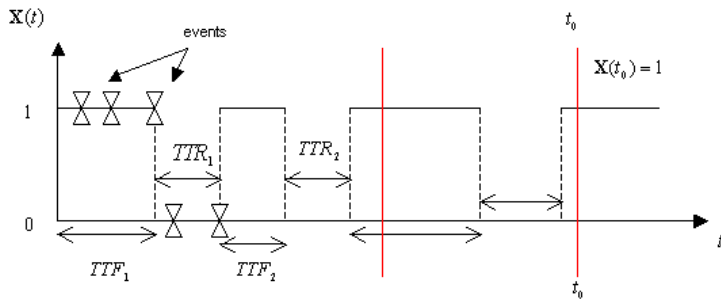 X(t)
events
t₀
X(t₀) = 1
1
TTR₁
TTR₂
0
TTF₁
TTF₂
t
t₀